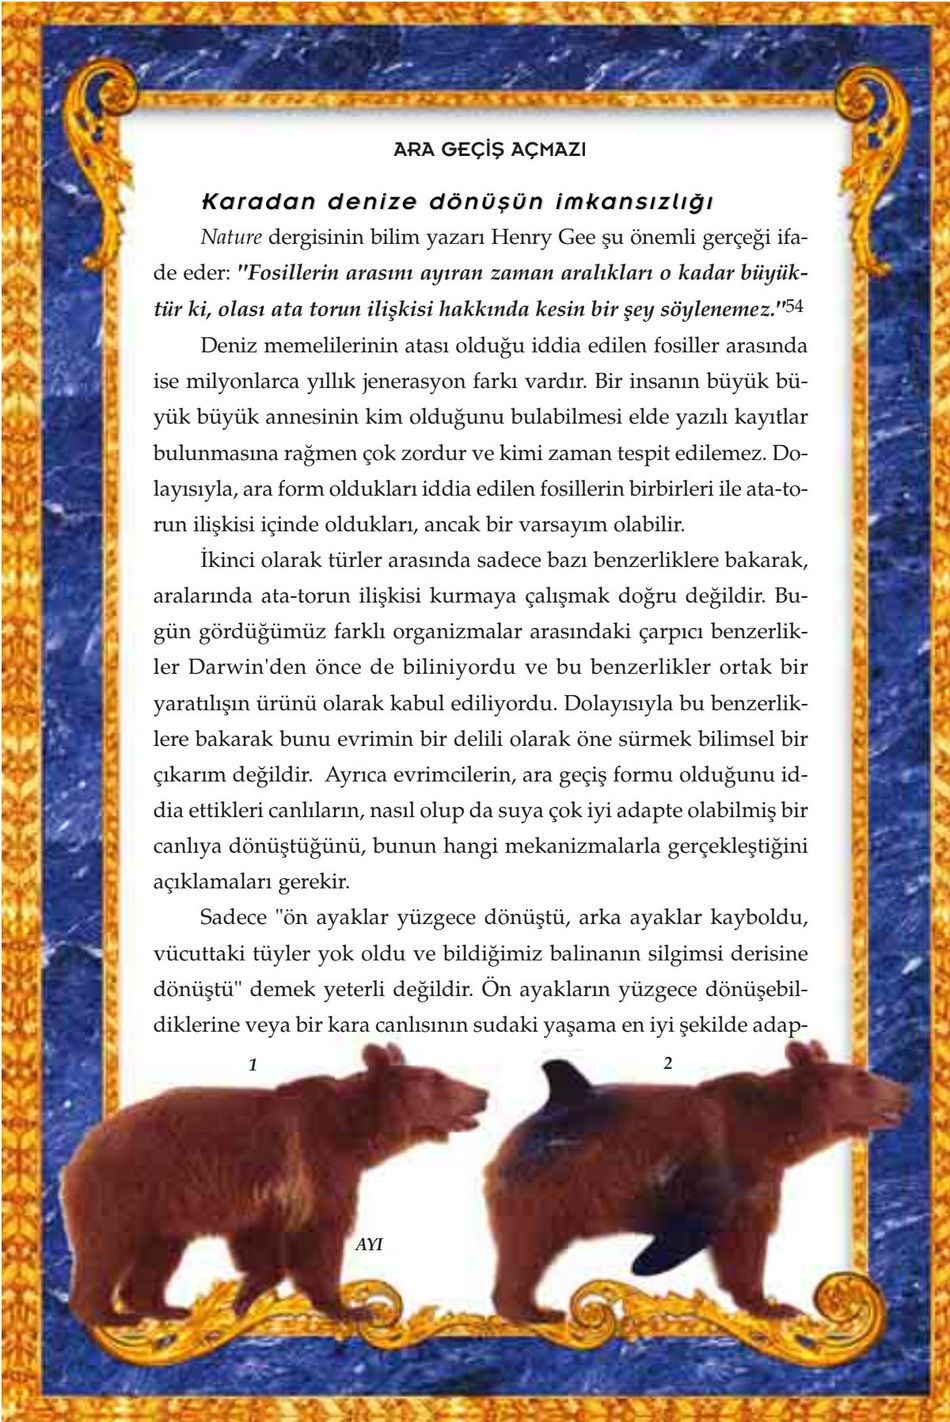 ARA GEÇİŞ AÇMAZI
Karadan denize dönüşün imkansızlığı
Nature dergisinin bilim yazarı Henry Gee şu önemli gerçeği ifa-
de eder: "Fosillerin arasını ayıran zaman aralıkları o kadar büyük-
tür ki, olası ata torun ilişkisi hakkında kesin bir şey söylenemez."54
Deniz memelilerinin atası olduğu iddia edilen fosiller arasında
ise milyonlarca yıllık jenerasyon farkı vardır. Bir insanın büyük bü-
yük büyük annesinin kim olduğunu bulabilmesi elde yazılı kayıtlar
bulunmasına rağmen çok zordur ve kimi zaman tespit edilemez. Do-
layısıyla, ara form oldukları iddia edilen fosillerin birbirleri ile ata-to-
run ilişkisi içinde oldukları, ancak bir varsayım olabilir.
İkinci olarak türler arasında sadece bazı benzerliklere bakarak,
aralarında ata-torun ilişkisi kurmaya çalışmak doğru değildir. Bu-
gün gördüğümüz farklı organizmalar arasındaki çarpıcı benzerlik-
ler Darwin'den önce de biliniyordu ve bu benzerlikler ortak bir
yaratılışın ürünü olarak kabul ediliyordu. Dolayısıyla bu benzerlik-
lere bakarak bunu evrimin bir delili olarak öne sürmek bilimsel bir
çıkarım değildir. Ayrıca evrimcilerin, ara geçiş formu olduğunu id-
dia ettikleri canlıların, nasıl olup da suya çok iyi adapte olabilmiş bir
canlıya dönüştüğünü, bunun hangi mekanizmalarla gerçekleştiğini
açıklamaları gerekir.
Sadece "ön ayaklar yüzgece dönüştü, arka ayaklar kayboldu,
vücuttaki tüyler yok oldu ve bildiğimiz balinanın silgimsi derisine
dönüştü" demek yeterli değildir. Ön ayakların yüzgece dönüşebil-
diklerine veya bir kara canlısının sudaki yaşama en iyi şekilde adap-
1
2
AYI